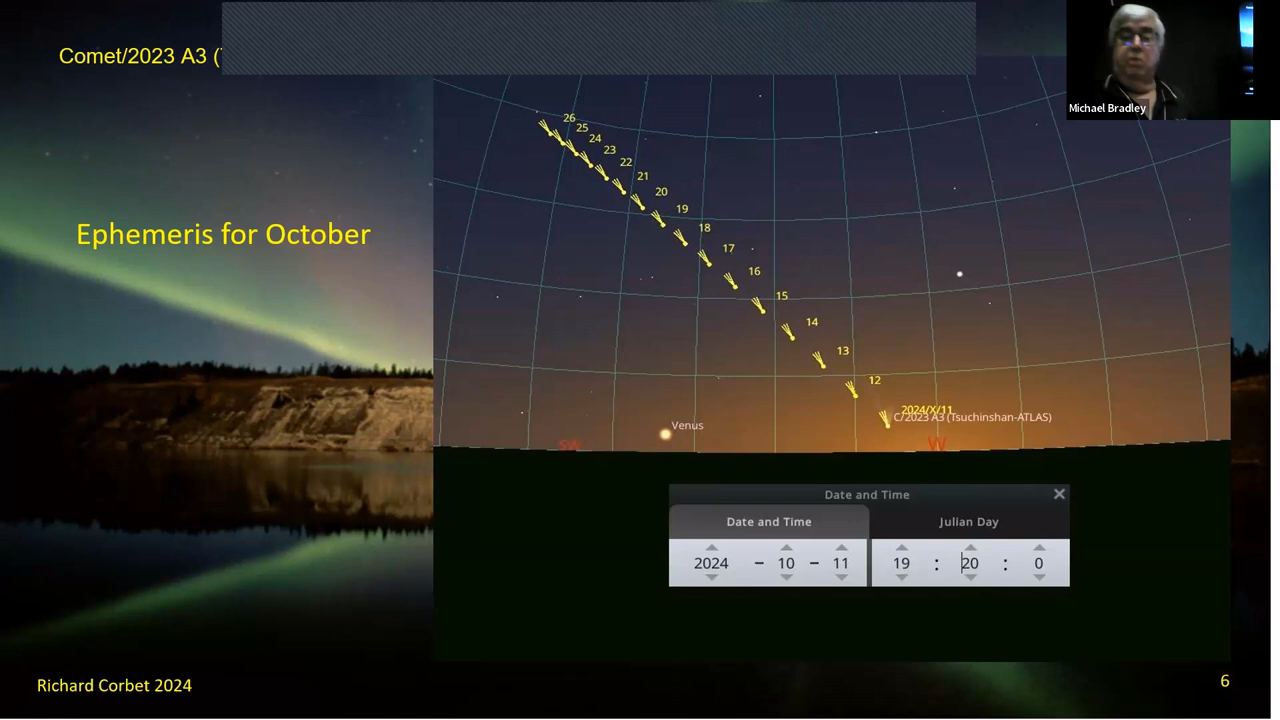 Comet/2023 A3 (
Michael Bradley
Ephemeris for October
26
25
24
23
22
21
20
19
18
17
16
15
14
13
12
2024/X/11
C/2023 A3 (Tsuchinshan-ATLAS)
Venus
SW
W
Date and Time
Date and Time
Julian Day
2024 – 10 – 11
19 : 20 : 0
Richard Corbet 2024
6